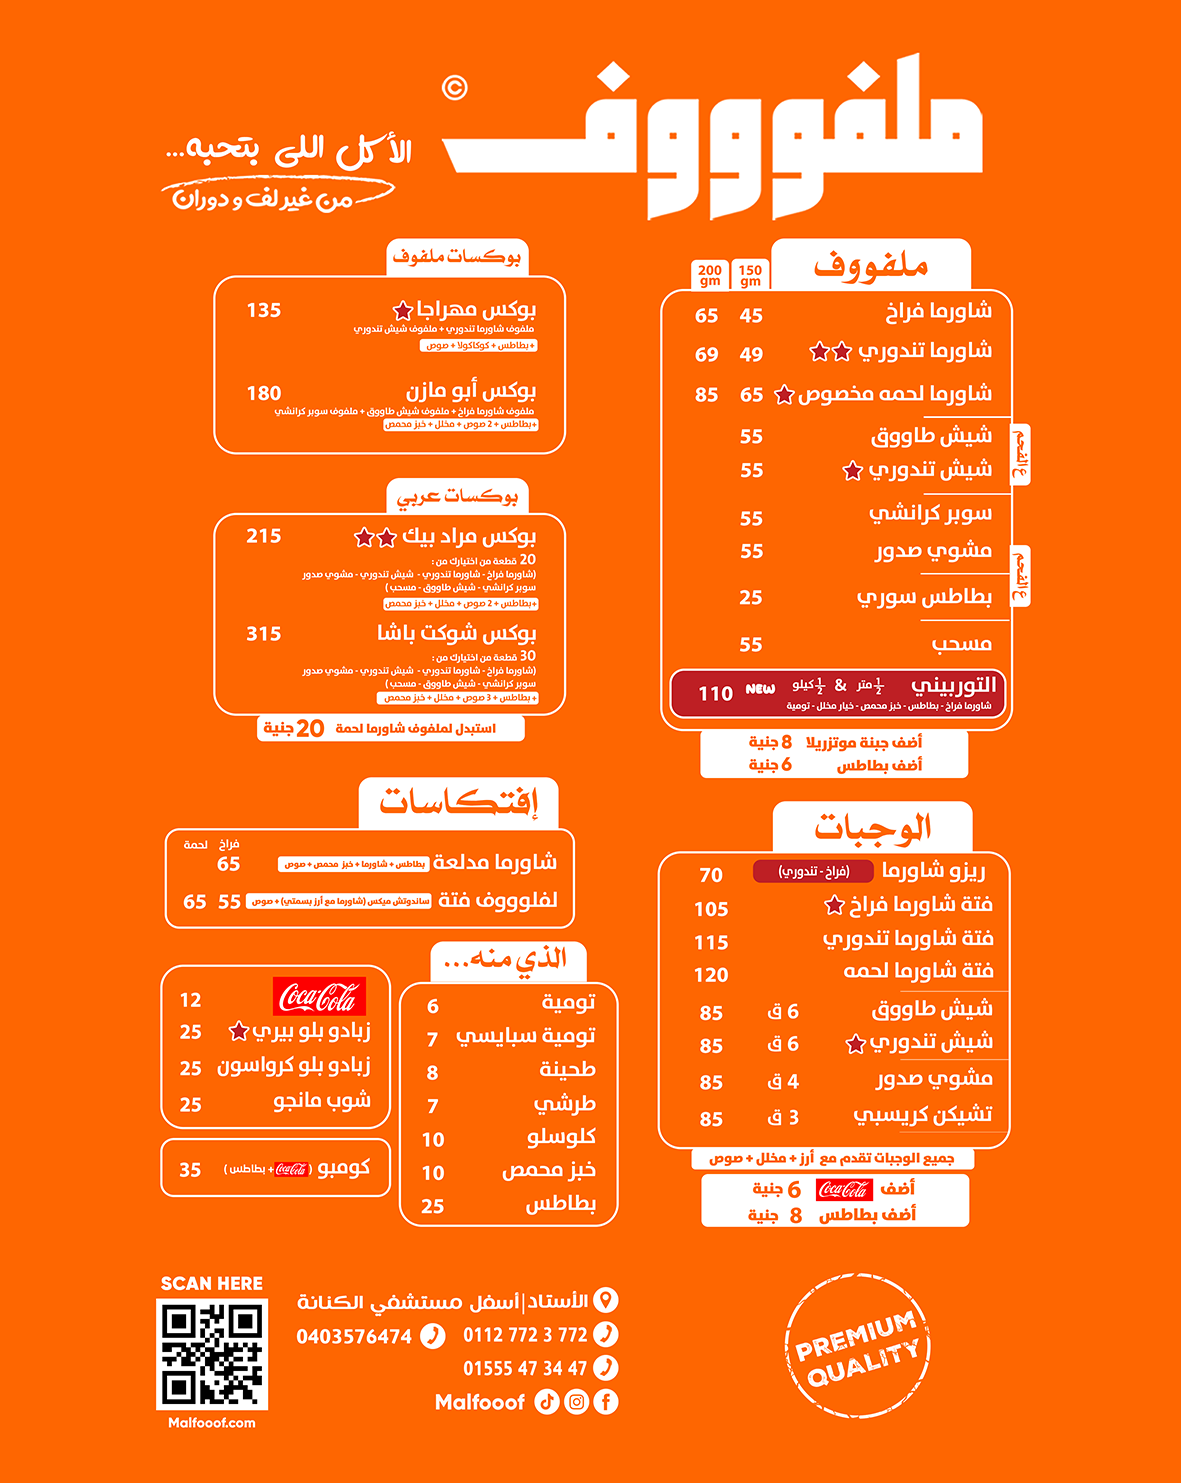 ملفوووف ©
الأكل اللى بتحبه...
من غير لف و دوران
ملفووف
150 gm
200 gm
شاورما فراخ 45 65
شاورما تندوري 49 69
شاورما لحمه مخصوص 65 85
شيش طاووق 55
شيش تندوري 55
ع الفحم
سوبر كرانشي 55
مشوي صدور 55
ع الفحم
بطاطس سوري 25
مسحب 55
التوربيني ½ متر & ½ كيلو NEW 110
شاورما فراخ - بطاطس - خبز محمص - خيار مخلل - تومية
أضف جبنة موتزريلا 8 جنية
أضف بطاطس 6 جنية
الوجبات
ريزو شاورما (فراخ - تندوري) 70
فتة شاورما فراخ 105
فتة شاورما تندوري 115
فتة شاورما لحمه 120
شيش طاووق 6 ق 85
شيش تندوري 6 ق 85
مشوي صدور 4 ق 85
تشيكن كريسبي 3 ق 85
جميع الوجبات تقدم مع أرز + مخلل + صوص
أضف Coca-Cola 6 جنية
أضف بطاطس 8 جنية
بوكسات ملفوف
بوكس مهراجا 135
ملفوف شاورما تندوري + ملفوف شيش تندوري
+ بطاطس + كوكاكولا + صوص
بوكس أبو مازن 180
ملفوف شاورما فراخ + ملفوف شيش طاووق + ملفوف سوبر كرانشي
+ بطاطس + 2 صوص + مخلل + خبز محمص
بوكسات عربي
بوكس مراد بيك 215
20 قطعة من اختيارك من :
(شاورما فراخ - شاورما تندوري - شيش تندوري - مشوي صدور
سوبر كرانشي - شيش طاووق - مسحب )
+ بطاطس + 2 صوص + مخلل + خبز محمص
بوكس شوكت باشا 315
30 قطعة من اختيارك من :
(شاورما فراخ - شاورما تندوري - شيش تندوري - مشوي صدور
سوبر كرانشي - شيش طاووق - مسحب )
+ بطاطس + 3 صوص + مخلل + خبز محمص
استبدل لملفوف شاورما لحمة 20 جنية
إفتكاسات
فراخ لحمة
شاورما مدلعة بطاطس + شاورما + خبز محمص + صوص 65
لفلوووف فتة ساندوتش ميكس (شاورما مع أرز بسمتي) + صوص 55 65
الذي منه...
تومية 6
تومية سبايسي 7
طحينة 8
طرشي 7
كلوسلو 10
خبز محمص 10
بطاطس 25
Coca-Cola 12
زبادو بلو بيري 25
زبادو بلو كرواسون 25
شوب مانجو 25
كومبو (Coca-Cola + بطاطس ) 35
SCAN HERE
Malfooof.com
الأستاد | أسفل مستشفي الكنانة
0112 772 3 772
0403576474
01555 47 34 47
Malfooof
PREMIUM
QUALITY